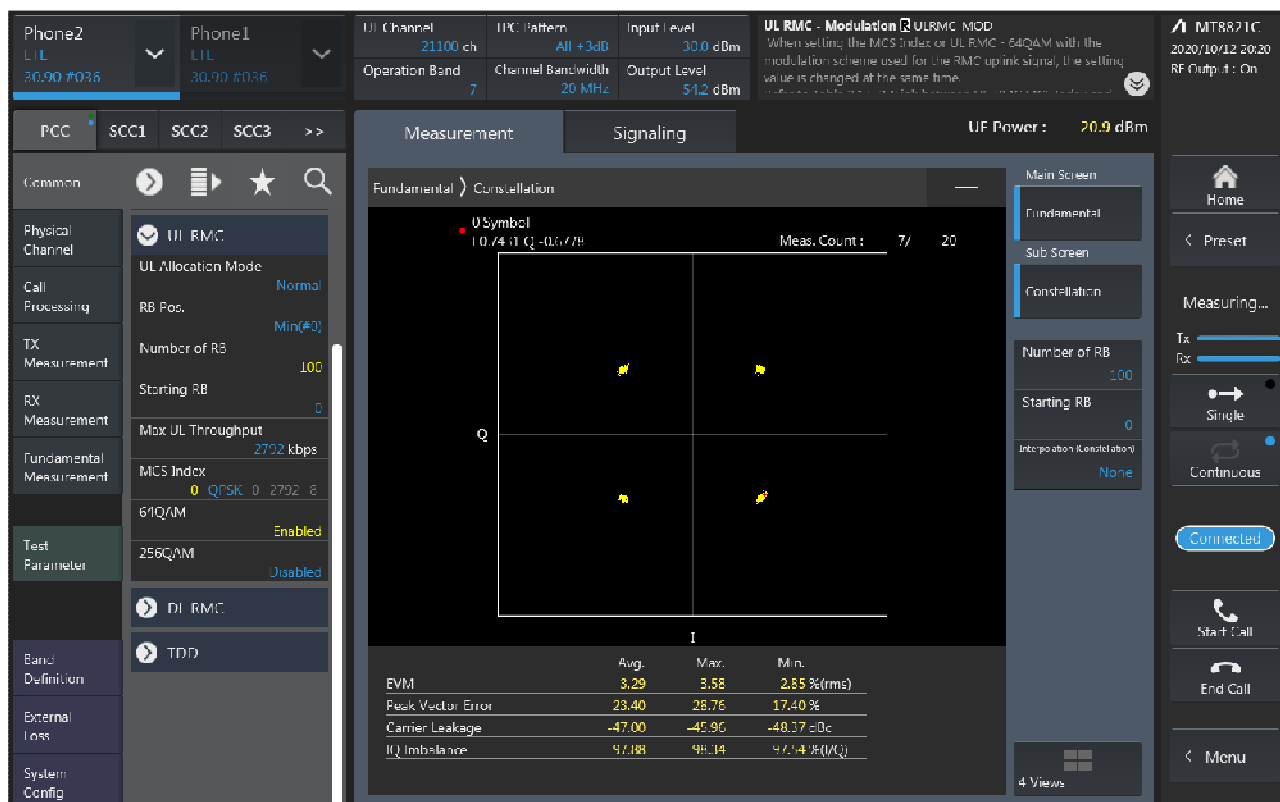 Phone2
LTE
30.90 #036
Phone1
LTE
30.90 #036
UL Channel
21100 ch
TPC Pattern
All +3dB
Input Level
30.0 dBm
Operation Band
7
Channel Bandwidth
20 MHz
Output Level
-54.2 dBm
UL RMC - Modulation R ULRMC_MOD
When setting the MCS Index or UL RMC - 64QAM with the
modulation scheme used for the RMC uplink signal, the setting
value is changed at the same time.
MT8821C
2020/10/12 20:20
RF Output : On
PCC
SCC1
SCC2
SCC3
>>
Measurement
Signaling
UE Power :
20.9 dBm
Common
Physical
Channel
Call
Processing
TX
Measurement
RX
Measurement
Fundamental
Measurement
Test
Parameter
Band
Definition
External
Loss
System
Config
UL RMC
UL Allocation Mode
Normal
RB Pos.
Min(#0)
Number of RB
100
Starting RB
0
Max UL Throughput
2792 kbps
MCS Index
0 QPSK 0 2792 8
64QAM
Enabled
256QAM
Disabled
DL RMC
TDD
Fundamental
Constellation
0 Symbol
I 0.7431 Q -0.6778
Meas. Count :
7/
20
Q
I
Avg.
Max.
Min.
EVM
3.29
3.58
2.85 %(rms)
Peak Vector Error
23.40
28.76
17.40 %
Carrier Leakage
-47.00
-45.96
-48.37 dBc
IQ Imbalance
97.88
98.34
97.54 %(I/Q)
Main Screen
Fundamental
Sub Screen
Constellation
Number of RB
100
Starting RB
0
Interpolation (Constellation)
None
4 Views
Home
Preset
Measuring...
Tx
Rx
Single
Continuous
Connected
Start Call
End Call
Menu